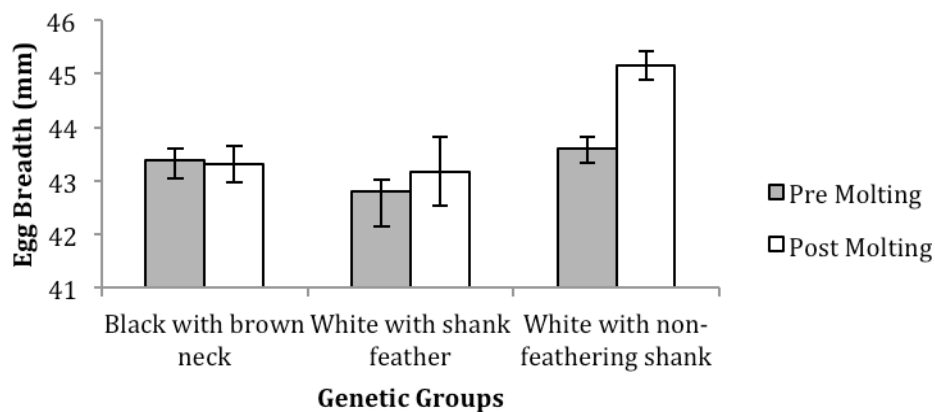 46
45
44
43
42
41
Egg Breadth (mm)
Pre Molting
Post Molting
Black with brown
neck
White with shank
feather
White with non-
feathering shank
Genetic Groups